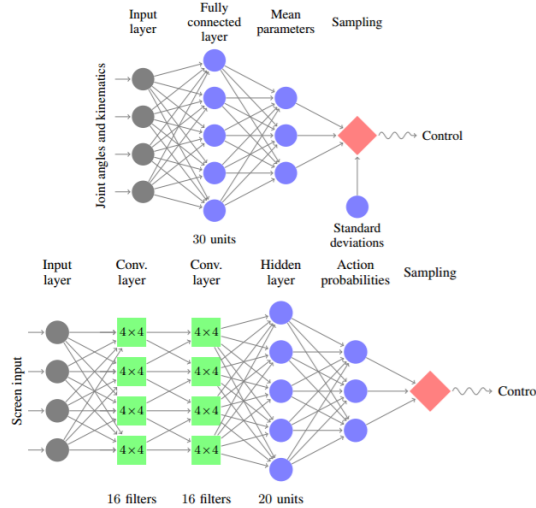 Input
layer
Fully
connected
layer
Mean
parameters
Sampling
Joint angles and kinematics
Control
30 units
Standard
deviations
Input
layer
Conv.
layer
Conv.
layer
Hidden
layer
Action
probabilities
Sampling
Screen input
4×4
4×4
4×4
4×4
4×4
4×4
4×4
4×4
Control
16 filters
16 filters
20 units